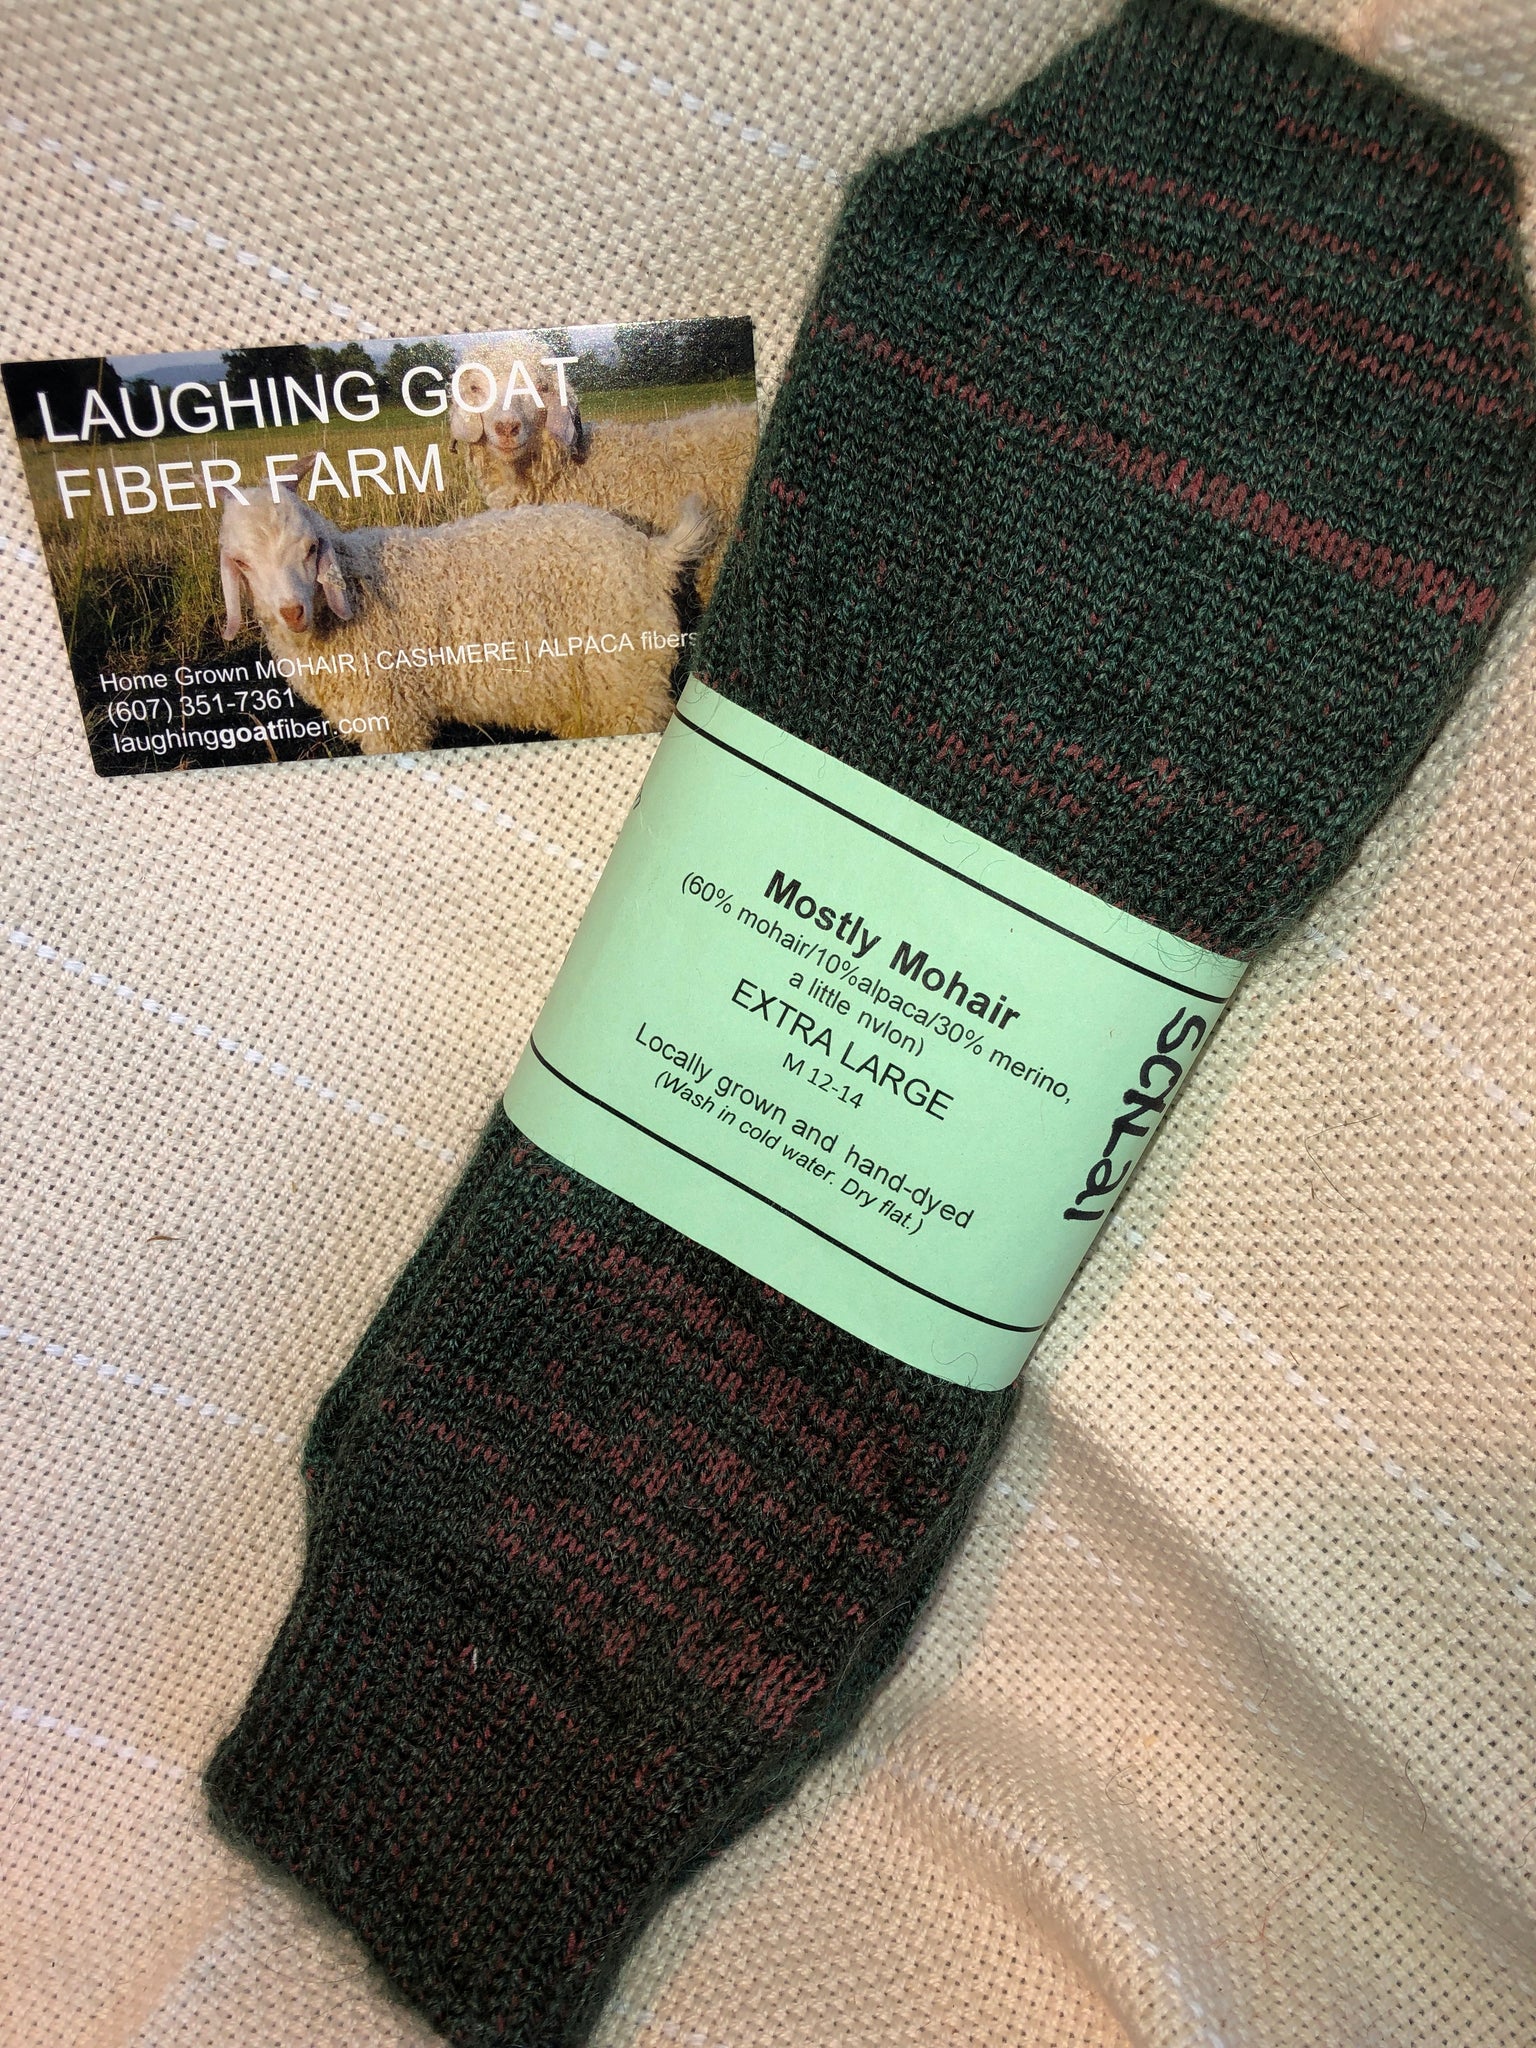 LAUGHING GOAT
FIBER FARM
Home Grown MOHAIR | CASHMERE | ALPACA fibers
(607) 351-7361
laughinggoatfiber.com
Mostly Mohair
(60% mohair/10%alpaca/30% merino,
a little nylon)
EXTRA LARGE
M 12-14
Locally grown and hand-dyed
(Wash in cold water. Dry flat.)